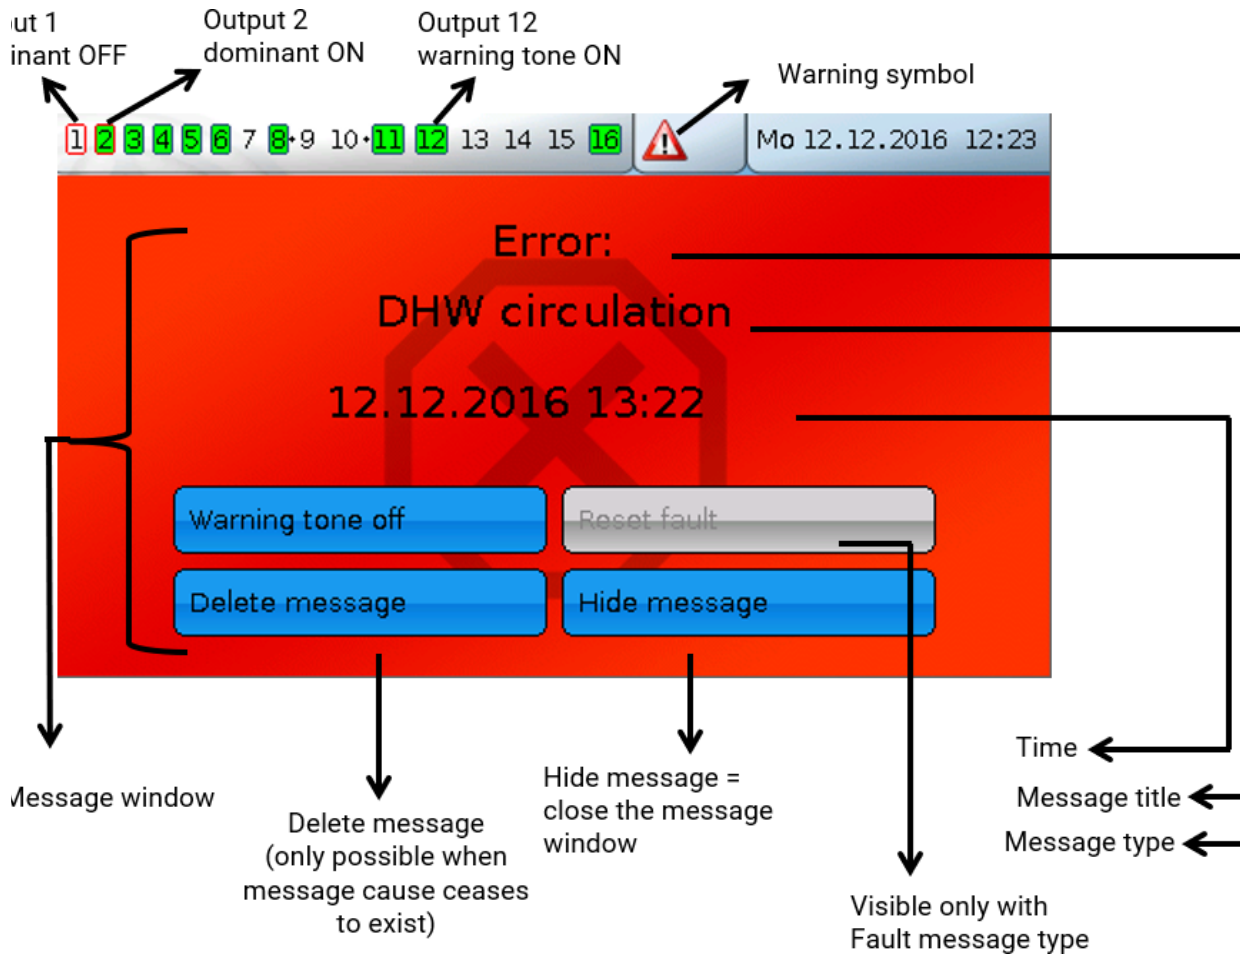 ut 1
inant OFF
Output 2
dominant ON
Output 12
warning tone ON
Warning symbol
1 2 3 4 5 6 7 8 9 10 11 12 13 14 15 16
Mo 12.12.2016 12:23
Error:
DHW circulation
12.12.2016 13:22
Warning tone off
Reset fault
Delete message
Hide message
Message window
Delete message
(only possible when
message cause ceases
to exist)
Hide message =
close the message
window
Time
Message title
Message type
Visible only with
Fault message type